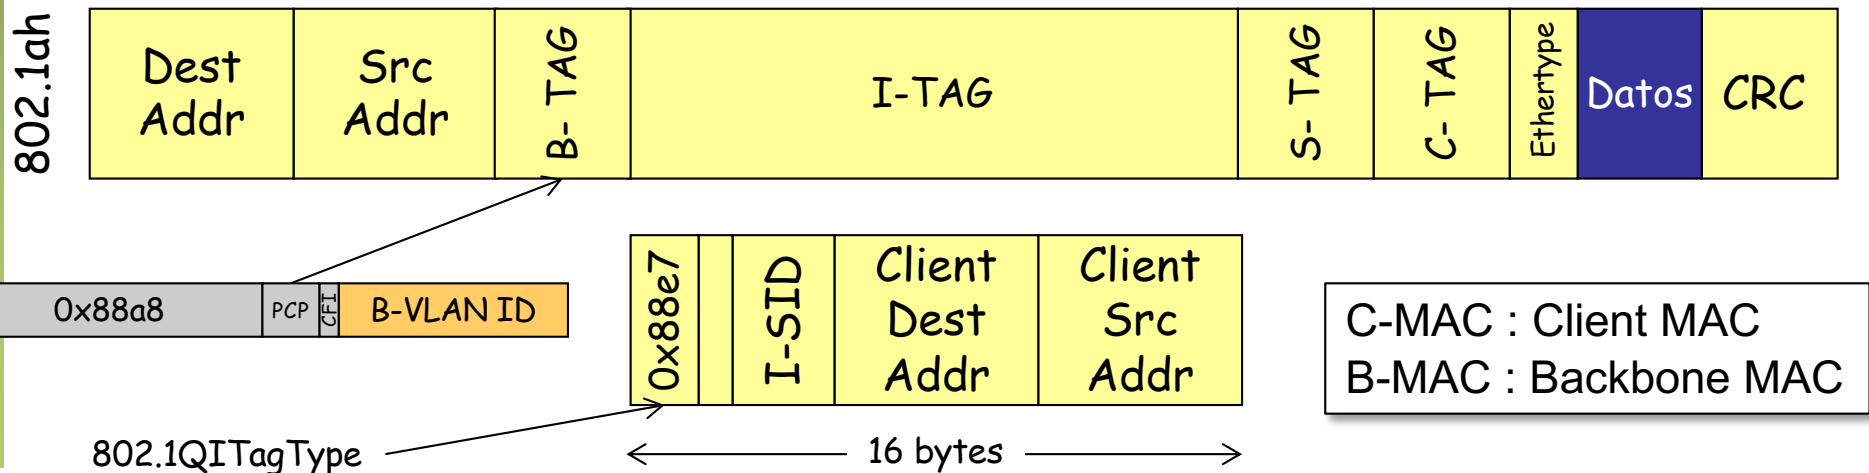 802.1ah
Dest
Addr
Src
Addr
B- TAG
I-TAG
S- TAG
C- TAG
Ethertype
Datos
CRC
0x88a8
PCP
CFI
B-VLAN ID
0x88e7
I-SID
Client
Dest
Addr
Client
Src
Addr
C-MAC : Client MAC
B-MAC : Backbone MAC
802.1QITagType
16 bytes